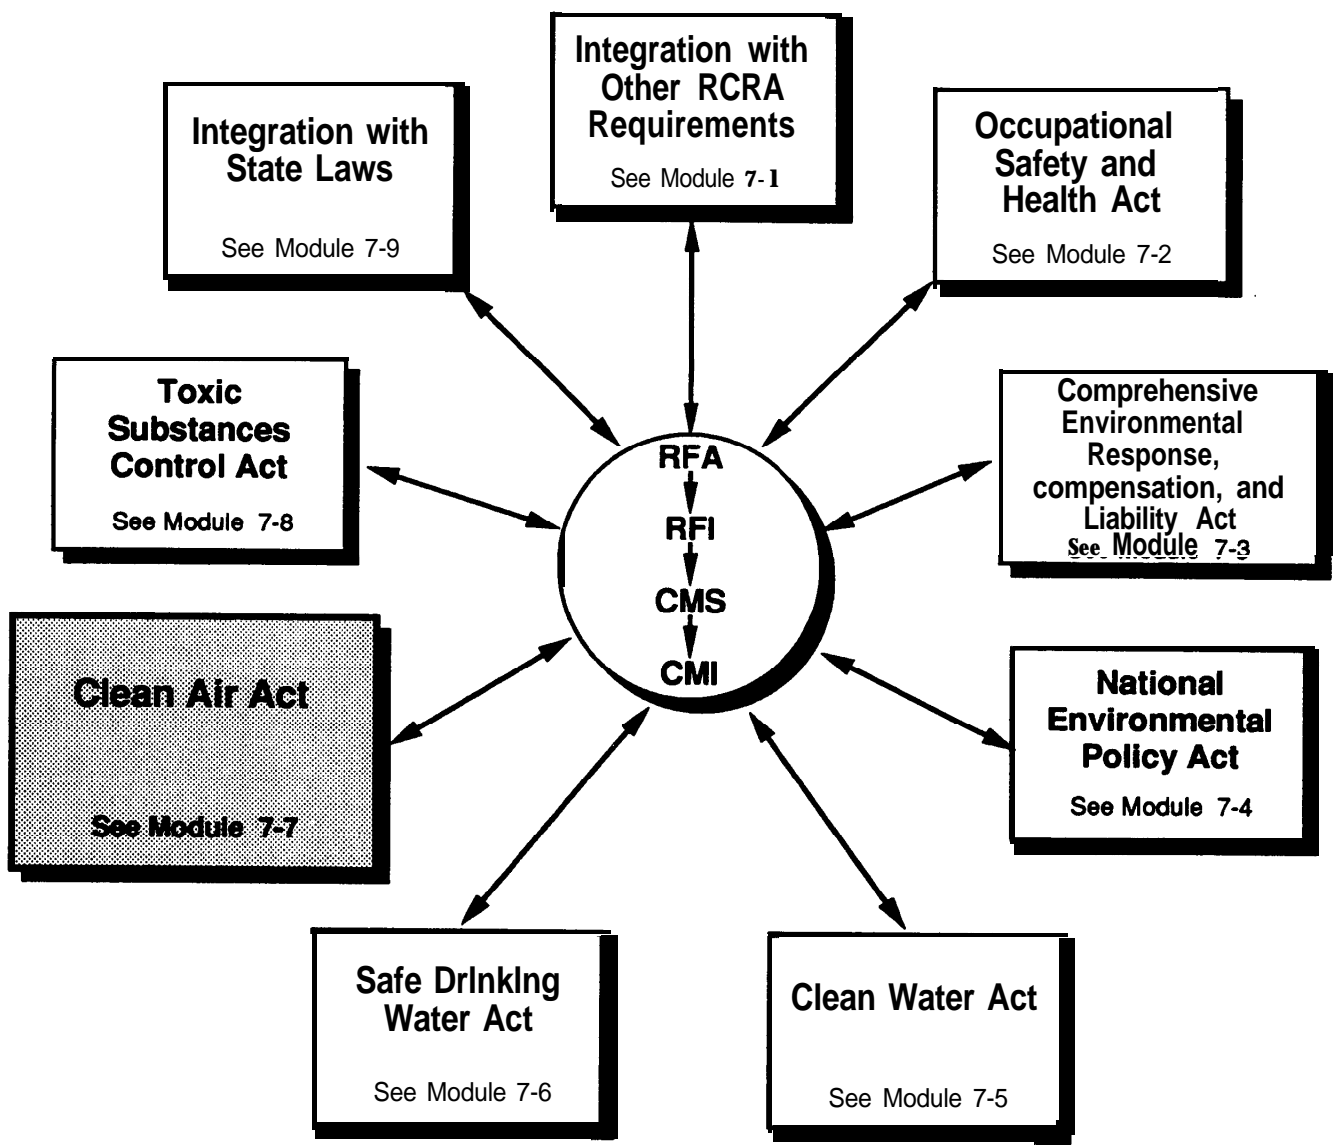 Integration with
Other RCRA
Requirements
See Module 7-1
Occupational
Safety and
Health Act
See Module 7-2
Comprehensive
Environmental
Response,
compensation, and
Liability Act
See Module 7-3
National
Environmental
Policy Act
See Module 7-4
Clean Water Act
See Module 7-5
Safe DrInkIng
Water Act
See Module 7-6
Clean Air Act
See Module 7-7
Toxic
Substances
Control Act
See Module 7-8
Integration with
State Laws
See Module 7-9
RFA
RFI
CMS
CMI